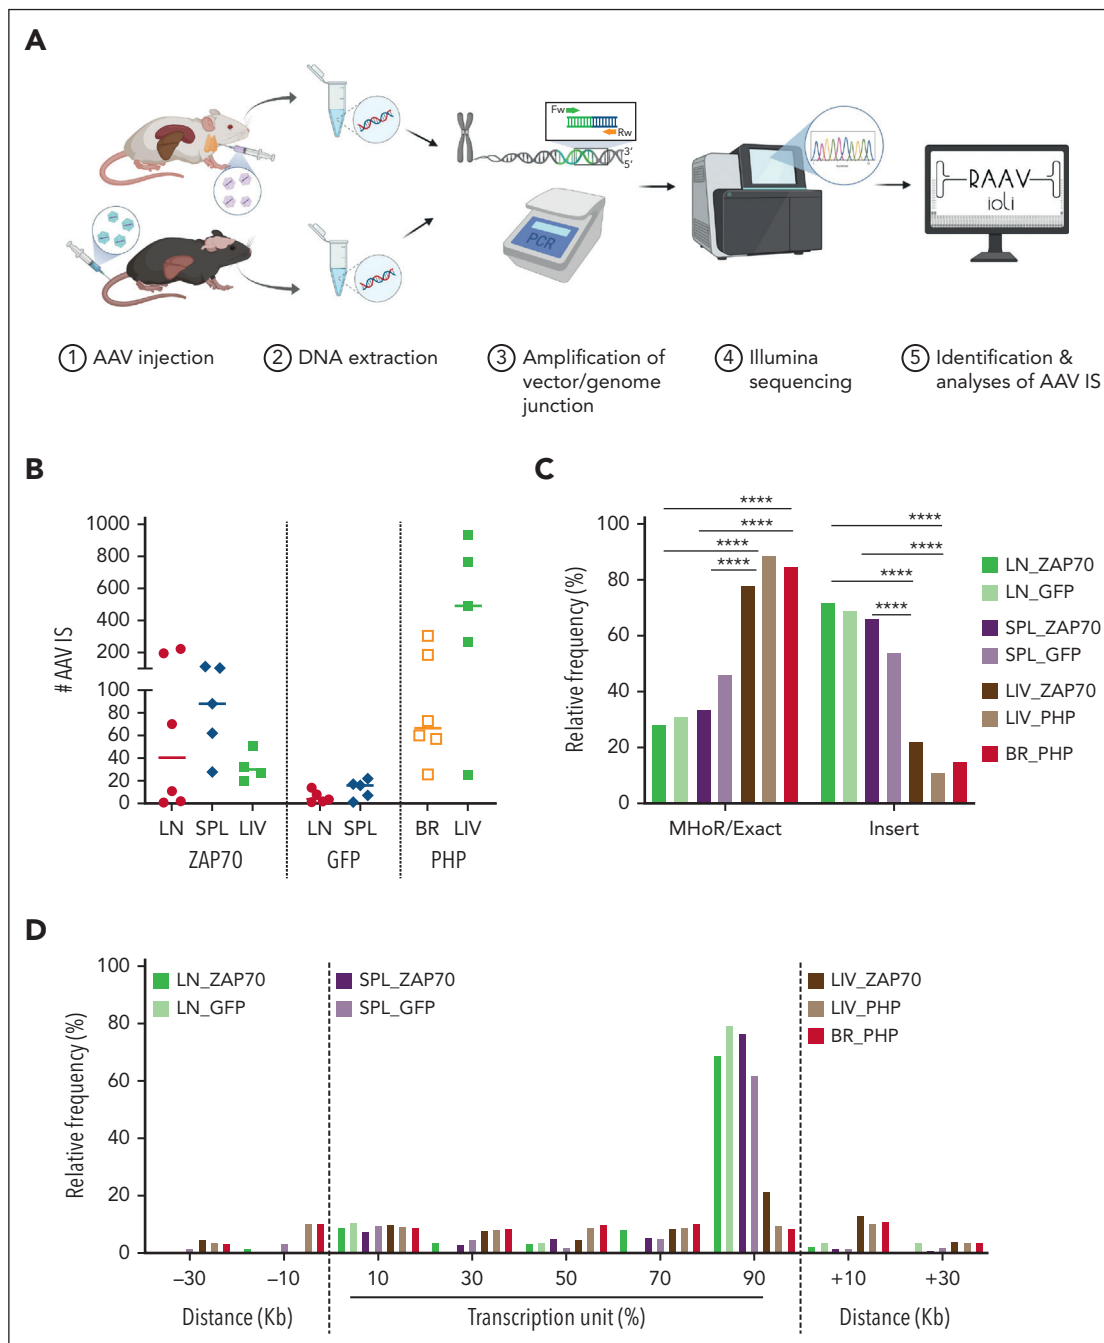 A
Fw
Rw
3'
5'
PCR
RAAV
ioli
1 AAV injection
2 DNA extraction
3 Amplification of
vector/genome
junction
4 Illumina
sequencing
5 Identification &
analyses of AAV IS
B
# AAV IS
1000
800
600
400
200
100
80
60
40
20
0
LN SPL LIV LN SPL BR LIV
ZAP70 GFP PHP
C
Relative frequency (%)
100
80
60
40
20
0
**** ****
**** ****
**** ****
**** ****
MHoR/Exact Insert
LN_ZAP70
LN_GFP
SPL_ZAP70
SPL_GFP
LIV_ZAP70
LIV_PHP
BR_PHP
D
Relative frequency (%)
100
80
60
40
20
0
LN_ZAP70 SPL_ZAP70 LIV_ZAP70
LN_GFP SPL_GFP LIV_PHP
BR_PHP
–30 –10 10 30 50 70 90 +10 +30
Distance (Kb) Transcription unit (%) Distance (Kb)